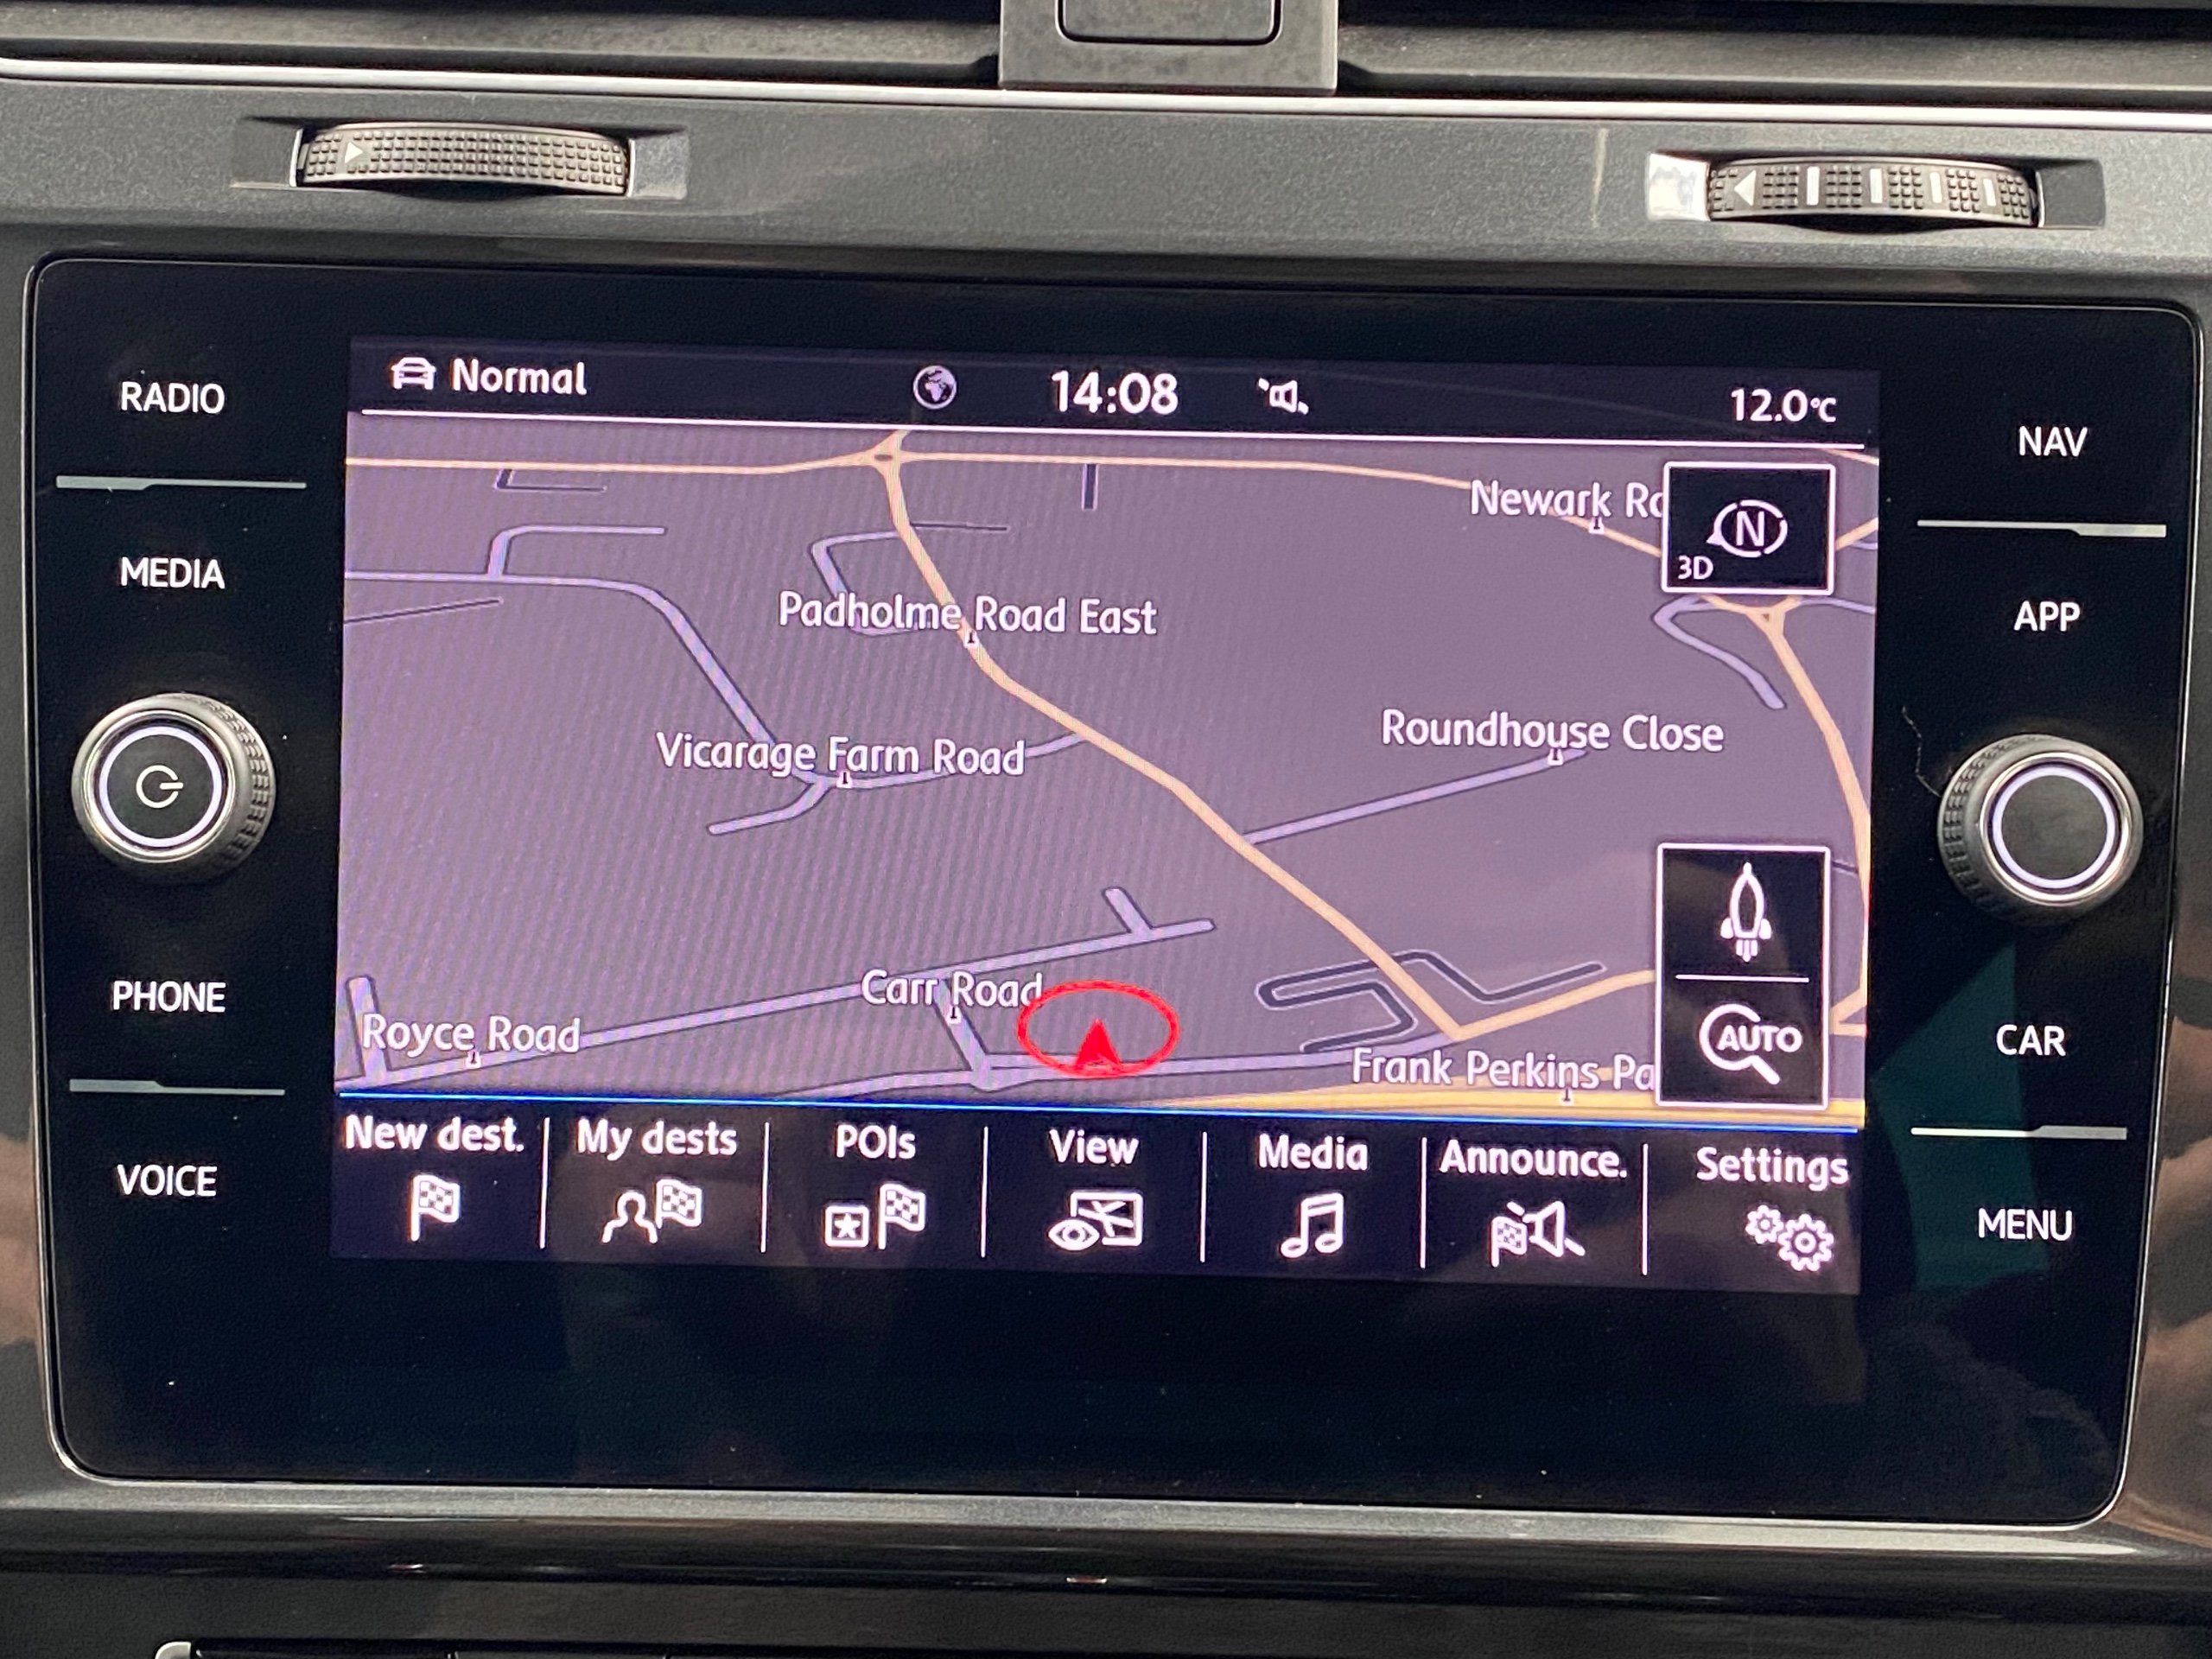 RADIO
MEDIA
PHONE
VOICE
Normal
14:08
12.0°C
Newark
N
3D
Padholme Road East
Vicarage Farm Road
Roundhouse Close
Carr Road
Royce Road
Frank Perkins
AUTO
New dest.
My dests
POIs
View
Media
Announce.
Settings
NAV
APP
CAR
MENU